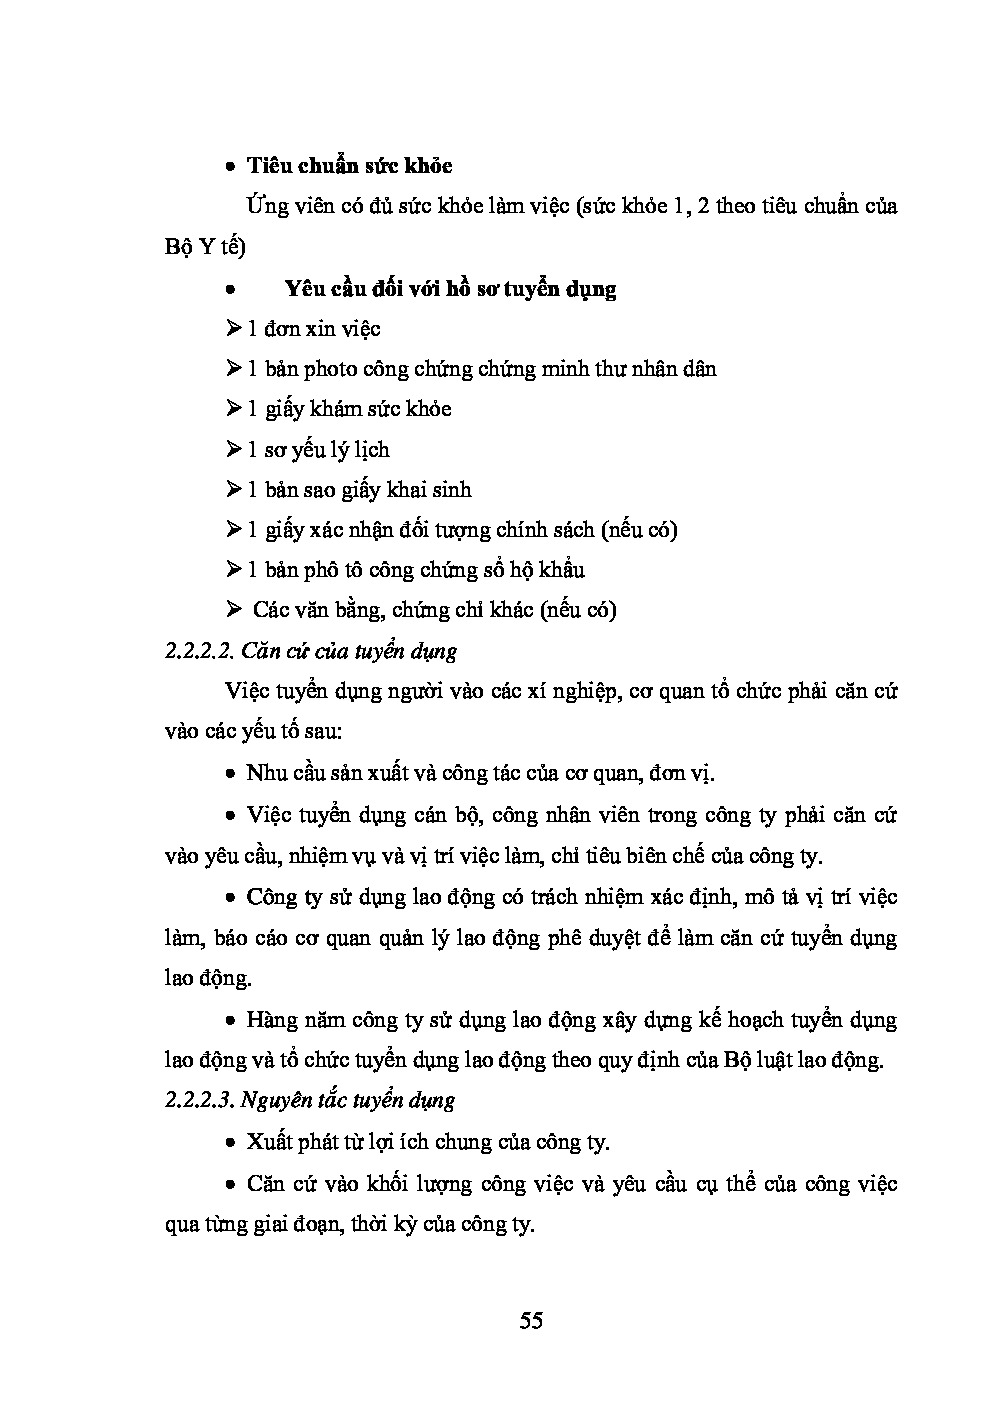 • Tiêu chuẩn sức khỏe
Ứng viên có đủ sức khỏe làm việc (sức khỏe 1, 2 theo tiêu chuẩn của
Bộ Y tế)
• Yêu cầu đối với hồ sơ tuyển dụng
➢ 1 đơn xin việc
➢ 1 bản photo công chứng chứng minh thư nhân dân
➢ 1 giấy khám sức khỏe
➢ 1 sơ yếu lý lịch
➢ 1 bản sao giấy khai sinh
➢ 1 giấy xác nhận đối tượng chính sách (nếu có)
➢ 1 bản phô tô công chứng sổ hộ khẩu
➢ Các văn bằng, chứng chỉ khác (nếu có)
2.2.2.2. Căn cứ của tuyển dụng
Việc tuyển dụng người vào các xí nghiệp, cơ quan tổ chức phải căn cứ
vào các yếu tố sau:
• Nhu cầu sản xuất và công tác của cơ quan, đơn vị.
• Việc tuyển dụng cán bộ, công nhân viên trong công ty phải căn cứ
vào yêu cầu, nhiệm vụ và vị trí việc làm, chỉ tiêu biên chế của công ty.
• Công ty sử dụng lao động có trách nhiệm xác định, mô tả vị trí việc
làm, báo cáo cơ quan quản lý lao động phê duyệt để làm căn cứ tuyển dụng
lao động.
• Hàng năm công ty sử dụng lao động xây dựng kế hoạch tuyển dụng
lao động và tổ chức tuyển dụng lao động theo quy định của Bộ luật lao động.
2.2.2.3. Nguyên tắc tuyển dụng
• Xuất phát từ lợi ích chung của công ty.
• Căn cứ vào khối lượng công việc và yêu cầu cụ thể của công việc
qua từng giai đoạn, thời kỳ của công ty.
55